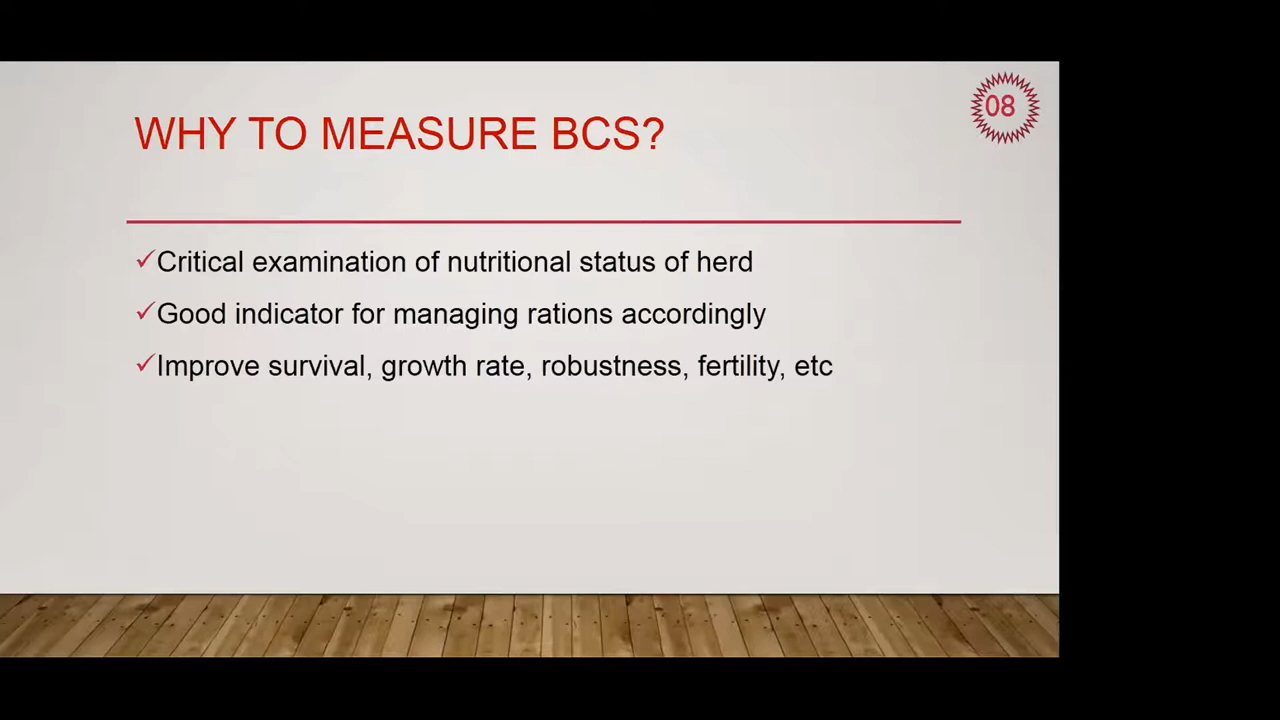 08
WHY TO MEASURE BCS?
✓Critical examination of nutritional status of herd
✓Good indicator for managing rations accordingly
✓Improve survival, growth rate, robustness, fertility, etc